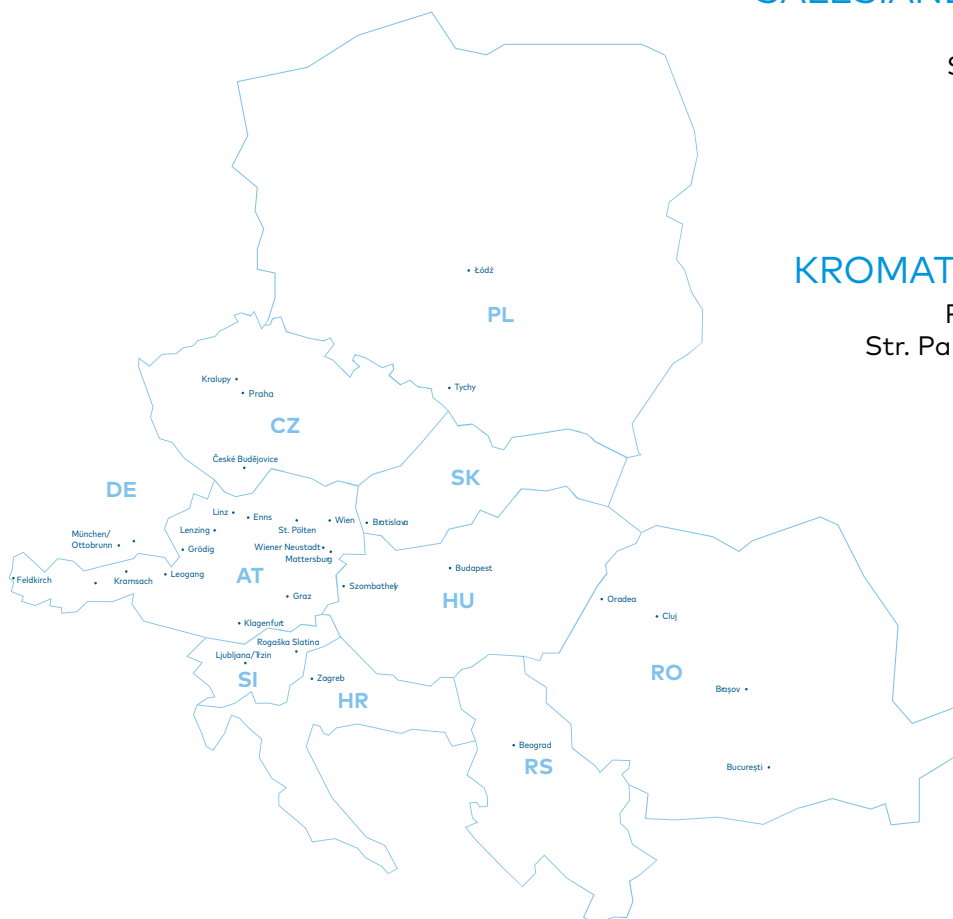 KROMAT
Str. Pa
Łódź
PL
Tychy
Kralupy
Praha
CZ
České Budějovice
SK
DE
Linz
Enns
St. Pölten
Wien
Bratislava
Lenzing
München/
Ottobrunn
Grödig
Wiener Neustadt
Mattersburg
Feldkirch
Kramsach
Leogang
AT
Budapest
Szombathely
HU
Graz
Oradea
Cluj
Klagenfurt
Rogaška Slatina
Ljubljana/Trzin
SI
Zagreb
HR
RO
Brașov
Beograd
RS
București